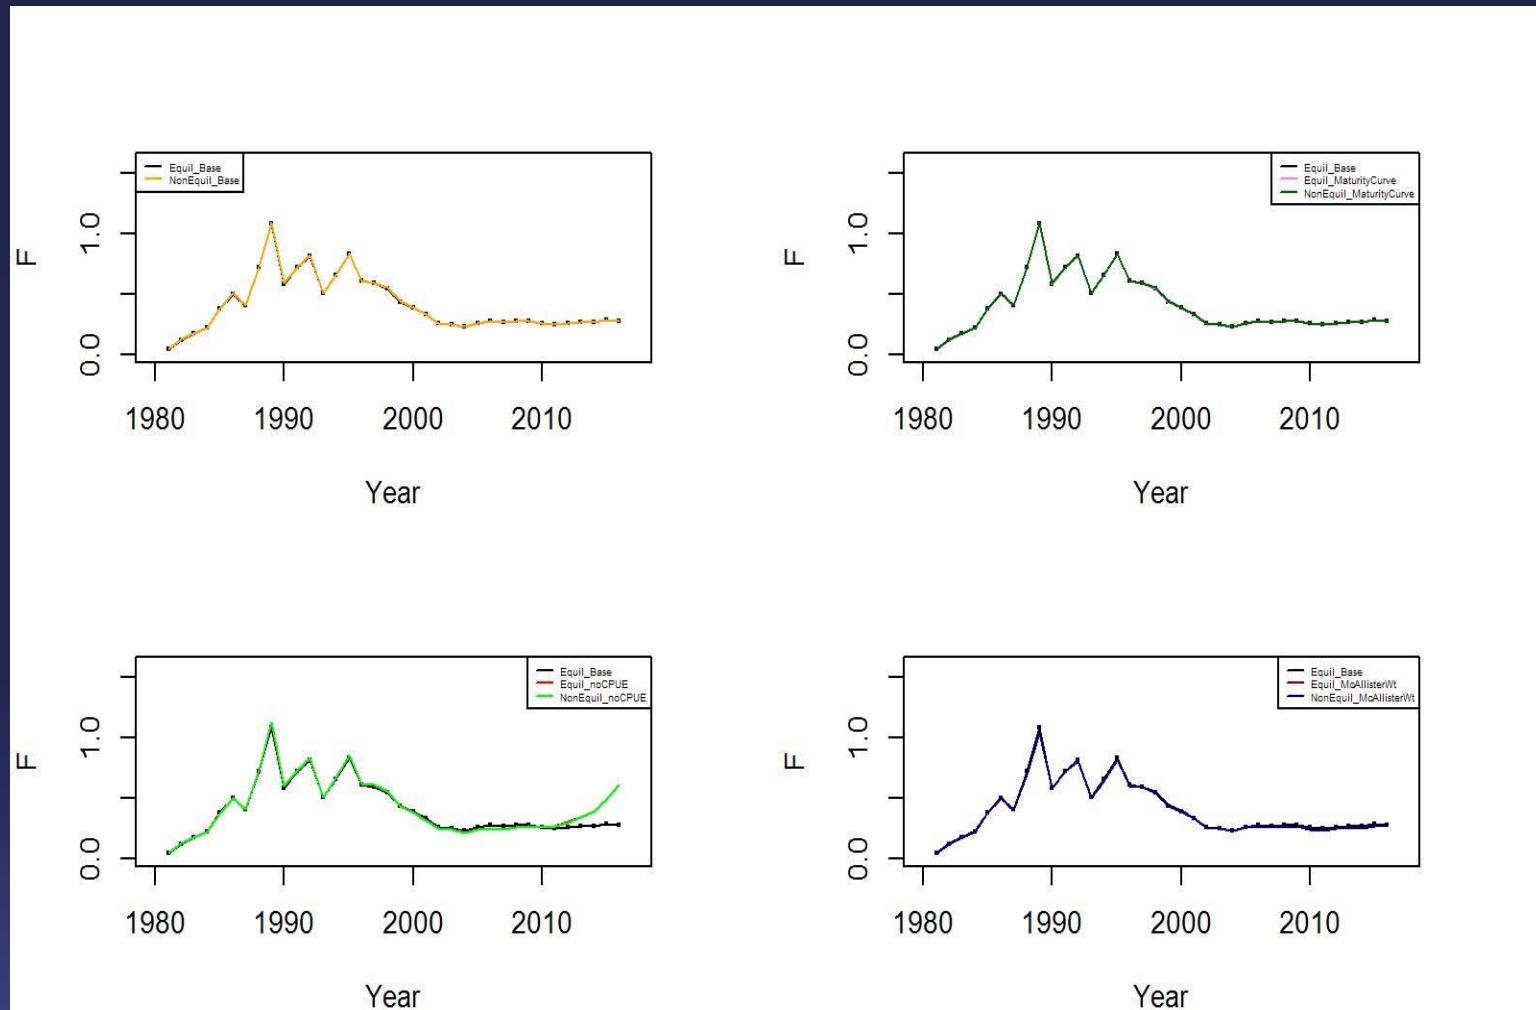 Equil_Base
NonEquil_Base
F
0.0
1.0
1980 1990 2000 2010
Year
Equil_Base
Equil_MaturityCurve
NonEquil_MaturityCurve
F
0.0
1.0
1980 1990 2000 2010
Year
Equil_Base
Equil_noCPUE
NonEquil_noCPUE
F
0.0
1.0
1980 1990 2000 2010
Year
Equil_Base
Equil_McAllisterWt
NonEquil_McAllisterWt
F
0.0
1.0
1980 1990 2000 2010
Year